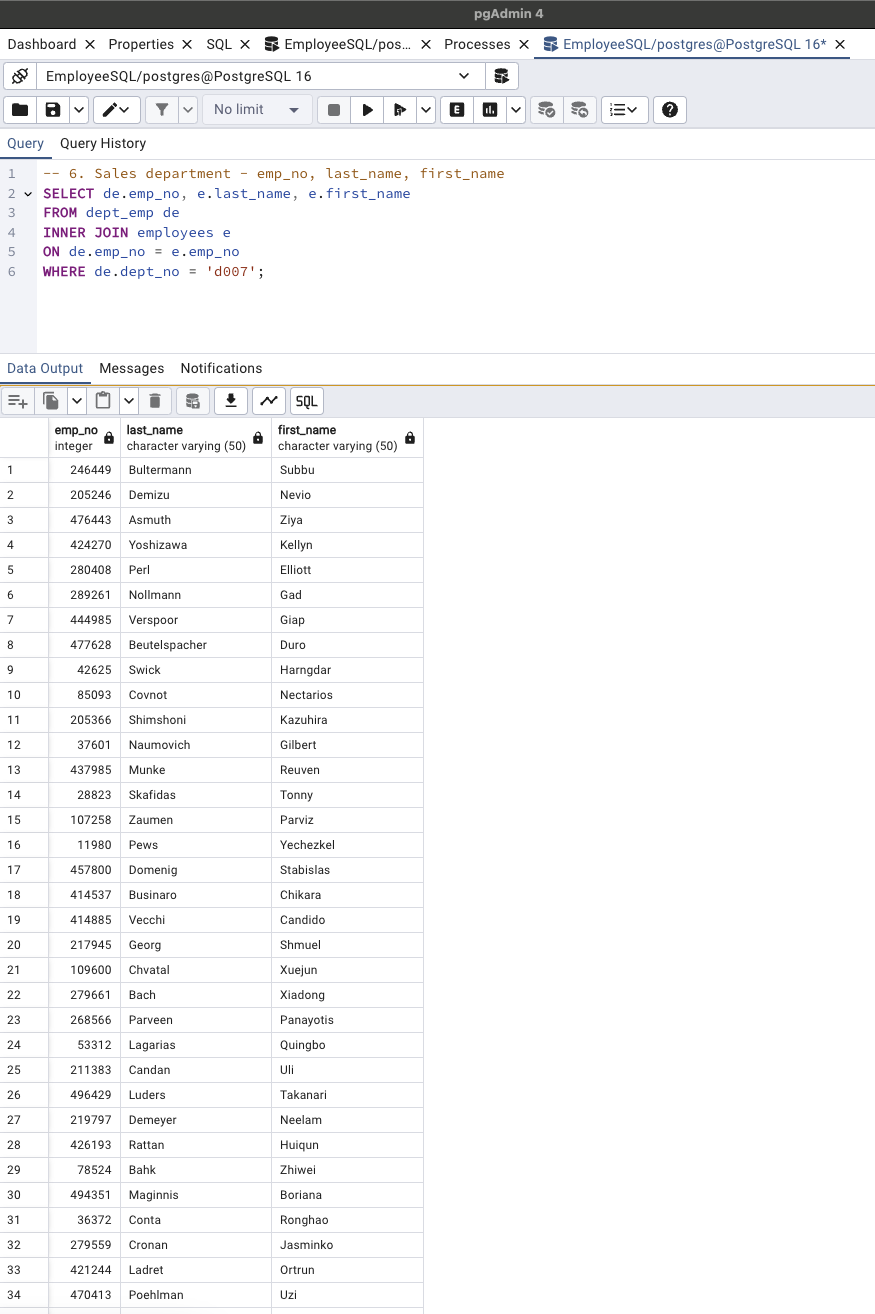 pgAdmin 4
Dashboard Properties SQL EmployeeSQL/pos... Processes EmployeeSQL/postgres@PostgreSQL 16*
EmployeeSQL/postgres@PostgreSQL 16
No limit E
Query Query History
1 -- 6. Sales department - emp_no, last_name, first_name
2 SELECT de.emp_no, e.last_name, e.first_name
3 FROM dept_emp de
4 INNER JOIN employees e
5 ON de.emp_no = e.emp_no
6 WHERE de.dept_no = 'd007';
Data Output Messages Notifications
SQL
emp_no last_name first_name
integer character varying (50) character varying (50)
1 246449 Bultermann Subbu
2 205246 Demizu Nevio
3 476443 Asmuth Ziya
4 424270 Yoshizawa Kellyn
5 280408 Perl Elliott
6 289261 Nollmann Gad
7 444985 Verspoor Giap
8 477628 Beutelspacher Duro
9 42625 Swick Harngdar
10 85093 Covnot Nectarios
11 205366 Shimshoni Kazuhira
12 37601 Naumovich Gilbert
13 437985 Munke Reuven
14 28823 Skafidas Tonny
15 107258 Zaumen Parviz
16 11980 Pews Yechezkel
17 457800 Domenig Stabislas
18 414537 Businaro Chikara
19 414885 Vecchi Candido
20 217945 Georg Shmuel
21 109600 Chvatal Xuejun
22 279661 Bach Xiadong
23 268566 Parveen Panayotis
24 53312 Lagarias Quingbo
25 211383 Candan Uli
26 496429 Luders Takanari
27 219797 Demeyer Neelam
28 426193 Rattan Huiqun
29 78524 Bahk Zhiwei
30 494351 Maginnis Boriana
31 36372 Conta Ronghao
32 279559 Cronan Jasminko
33 421244 Ladret Ortrun
34 470413 Poehlman Uzi